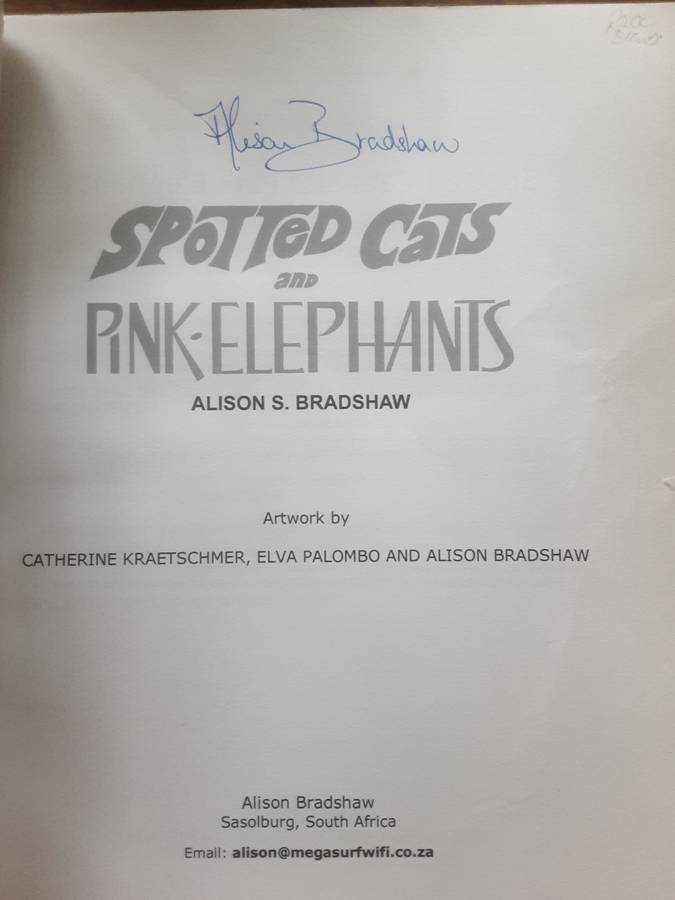 R200
Alison Bradshaw
SPOTTED CATS
AND
PINK-ELEPHANTS
ALISON S. BRADSHAW
Artwork by
CATHERINE KRAETSCHMER, ELVA PALOMBO AND ALISON BRADSHAW
Alison Bradshaw
Sasolburg, South Africa
Email: alison@megasurfwifi.co.za